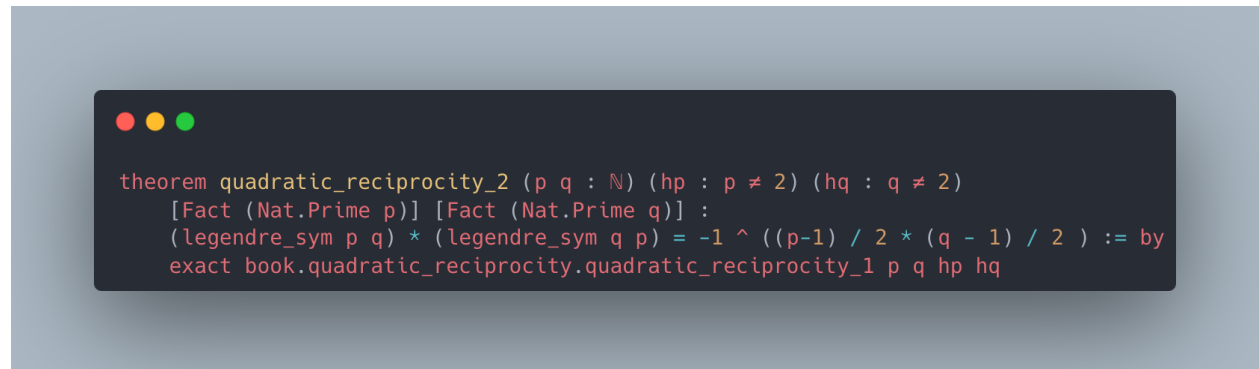 theorem quadratic_reciprocity_2 (p q : ℕ) (hp : p ≠ 2) (hq : q ≠ 2)
[Fact (Nat.Prime p)] [Fact (Nat.Prime q)] :
(legendre_sym p q) * (legendre_sym q p) = -1 ^ ((p-1) / 2 * (q - 1) / 2 ) := by
exact book.quadratic_reciprocity.quadratic_reciprocity_1 p q hp hq